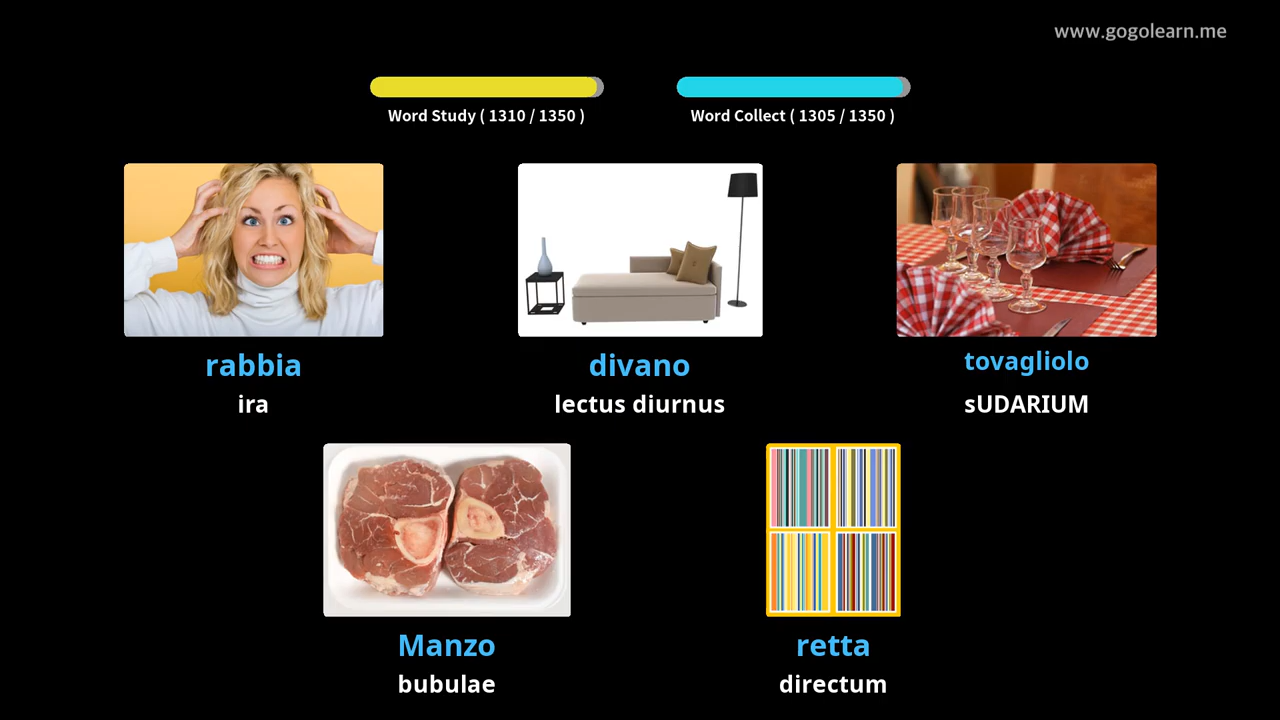 www.gogolearn.me
Word Study ( 1310 / 1350 )
Word Collect ( 1305 / 1350 )
rabbia
ira
divano
lectus diurnus
tovagliolo
sUDARIUM
Manzo
bubulae
retta
directum